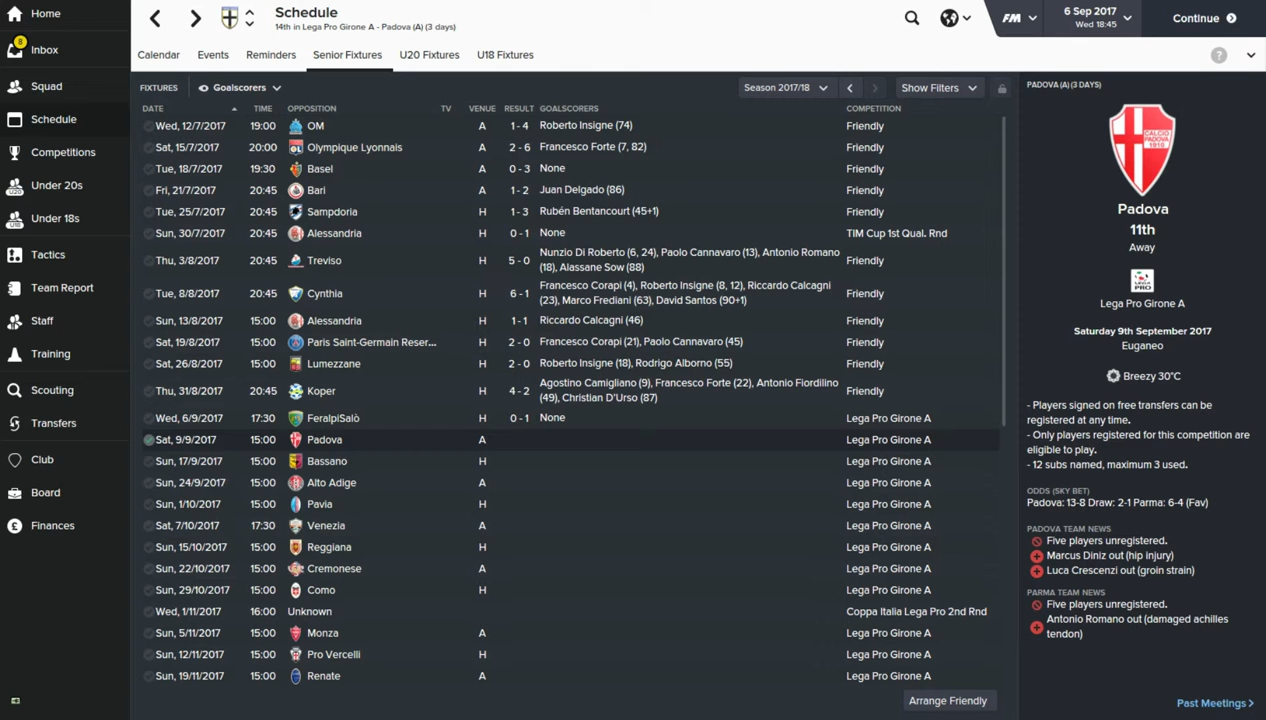 Home
Schedule
14th in Lega Pro Girone A - Padova (A) (3 days)
FM
6 Sep 2017
Wed 18:45
Continue
8
Inbox
Calendar
Events
Reminders
Senior Fixtures
U20 Fixtures
U18 Fixtures
?
Squad
Schedule
Competitions
U20
Under 20s
U18
Under 18s
Tactics
Team Report
Staff
Training
Scouting
Transfers
Club
Board
Finances
FIXTURES Goalscorers Season 2017/18 Show Filters
DATE TIME OPPOSITION TV VENUE RESULT GOALSCORERS COMPETITION
Wed, 12/7/2017 19:00 OM A 1 - 4 Roberto Insigne (74) Friendly
Sat, 15/7/2017 20:00 Olympique Lyonnais A 2 - 6 Francesco Forte (7, 82) Friendly
Tue, 18/7/2017 19:30 Basel A 0 - 3 None Friendly
Fri, 21/7/2017 20:45 Bari A 1 - 2 Juan Delgado (86) Friendly
Tue, 25/7/2017 20:45 Sampdoria H 1 - 3 Rubén Bentancourt (45+1) Friendly
Sun, 30/7/2017 20:45 Alessandria H 0 - 1 None TIM Cup 1st Qual. Rnd
Thu, 3/8/2017 20:45 Treviso H 5 - 0 Nunzio Di Roberto (6, 24), Paolo Cannavaro (13), Antonio Romano Friendly
(18), Alassane Sow (88)
Tue, 8/8/2017 20:45 Cynthia H 6 - 1 Francesco Corapi (4), Roberto Insigne (8, 12), Riccardo Calcagni Friendly
(23), Marco Frediani (63), David Santos (90+1)
Sun, 13/8/2017 15:00 Alessandria H 1 - 1 Riccardo Calcagni (46) Friendly
Sat, 19/8/2017 15:00 Paris Saint-Germain Reser... H 2 - 0 Francesco Corapi (21), Paolo Cannavaro (45) Friendly
Sat, 26/8/2017 15:00 Lumezzane H 2 - 0 Roberto Insigne (18), Rodrigo Alborno (55) Friendly
Thu, 31/8/2017 20:45 Koper H 4 - 2 Agostino Camigliano (9), Francesco Forte (22), Antonio Fiordilino Friendly
(49), Christian D'Urso (87)
Wed, 6/9/2017 17:30 FeralpiSalò H 0 - 1 None Lega Pro Girone A
Sat, 9/9/2017 15:00 Padova A Lega Pro Girone A
Sun, 17/9/2017 15:00 Bassano H Lega Pro Girone A
Sun, 24/9/2017 15:00 Alto Adige A Lega Pro Girone A
Sun, 1/10/2017 15:00 Pavia H Lega Pro Girone A
Sat, 7/10/2017 17:30 Venezia A Lega Pro Girone A
Sun, 15/10/2017 15:00 Reggiana H Lega Pro Girone A
Sun, 22/10/2017 15:00 Cremonese A Lega Pro Girone A
Sun, 29/10/2017 15:00 Como H Lega Pro Girone A
Wed, 1/11/2017 16:00 Unknown Coppa Italia Lega Pro 2nd Rnd
Sun, 5/11/2017 15:00 Monza A Lega Pro Girone A
Sun, 12/11/2017 15:00 Pro Vercelli H Lega Pro Girone A
Sun, 19/11/2017 15:00 Renate A Lega Pro Girone A
Arrange Friendly
PADOVA (A) (3 DAYS)
CALCIO
PADOVA
1910
Padova
11th
Away
LEGA
PRO
Lega Pro Girone A
Saturday 9th September 2017
Euganeo
Breezy 30°C
- Players signed on free transfers can be
registered at any time.
- Only players registered for this competition are
eligible to play.
- 12 subs named, maximum 3 used.
ODDS (SKY BET)
Padova: 13-8 Draw: 2-1 Parma: 6-4 (Fav)
PADOVA TEAM NEWS
Five players unregistered.
Marcus Diniz out (hip injury)
Luca Crescenzi out (groin strain)
PARMA TEAM NEWS
Five players unregistered.
Antonio Romano out (damaged achilles
tendon)
Past Meetings